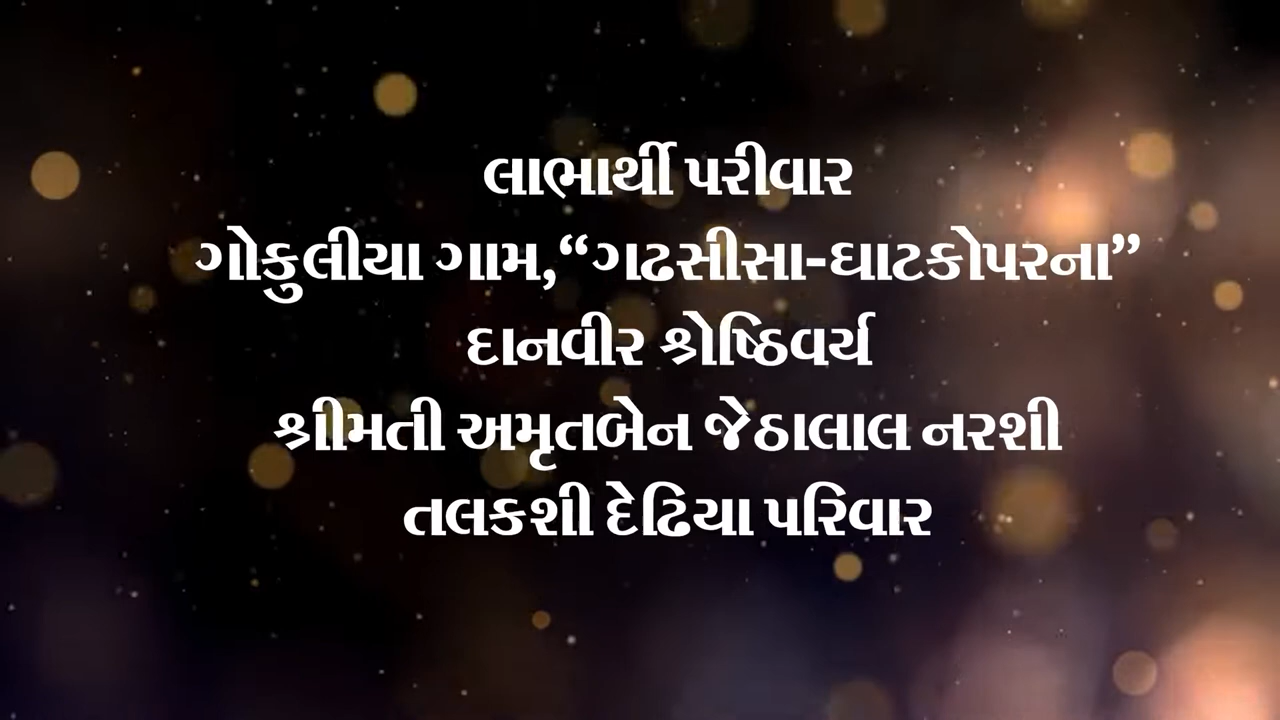 લાભાર્થી પરીવાર
ગોકુલીયા ગામ,“ગઢસીસા-ઘાટકોપરના”
દાનવીર શ્રોષ્ઠિવર્ય
શ્રીમતી અમૃતબેન જેઠાલાલ નરશી
તલકશી દેઢિયા પરિવાર